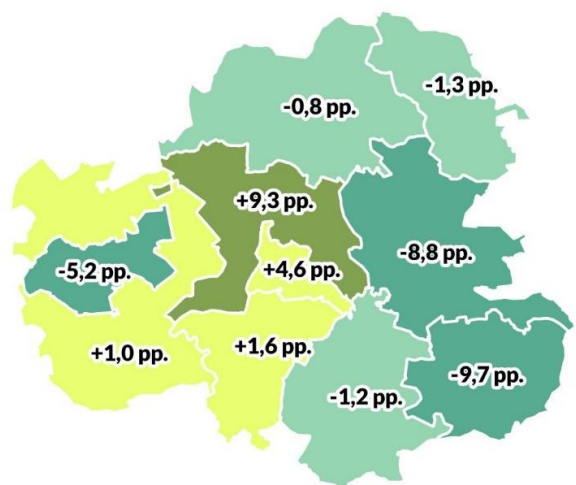 -1,3 pp.
-0,8 pp.
+9,3 pp.
-8,8 pp.
-5,2 pp.
+4,6 pp.
+1,0 pp.
+1,6 pp.
-9,7 pp.
-1,2 pp.